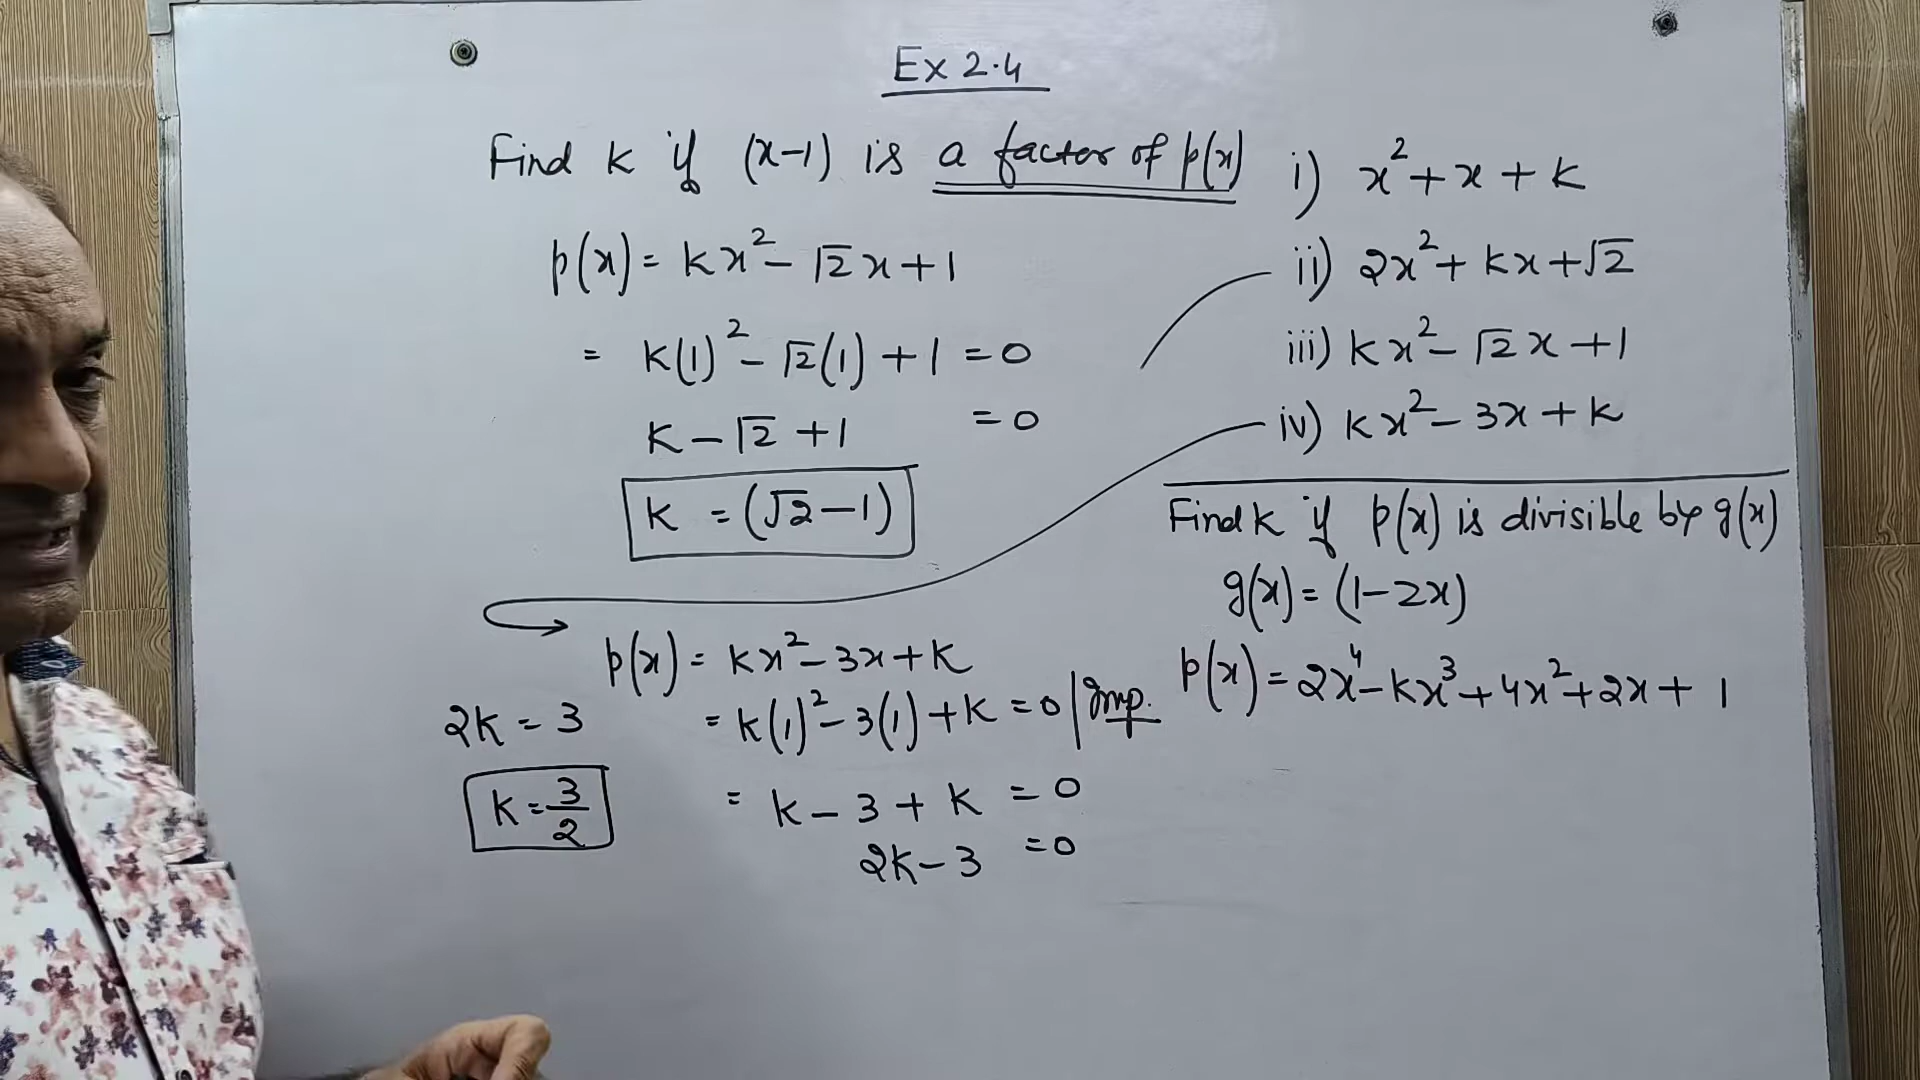 Ex 2.4
Find k if (x-1) is a factor of p(x)
p(x) = kx² - √2x + 1
= k(1)² - √2(1) + 1 = 0
k - √2 + 1 = 0
k = (√2 - 1)
i) x² + x + k
ii) 2x² + kx + √2
iii) kx² - √2x + 1
iv) kx² - 3x + k
p(x) = kx² - 3x + k
= k(1)² - 3(1) + k = 0
= k - 3 + k = 0
2k - 3 = 0
2k = 3
k = 3/2
Find k if p(x) is divisible by g(x)
g(x) = (1-2x)
Imp. p(x) = 2x⁴ - kx³ + 4x² + 2x + 1